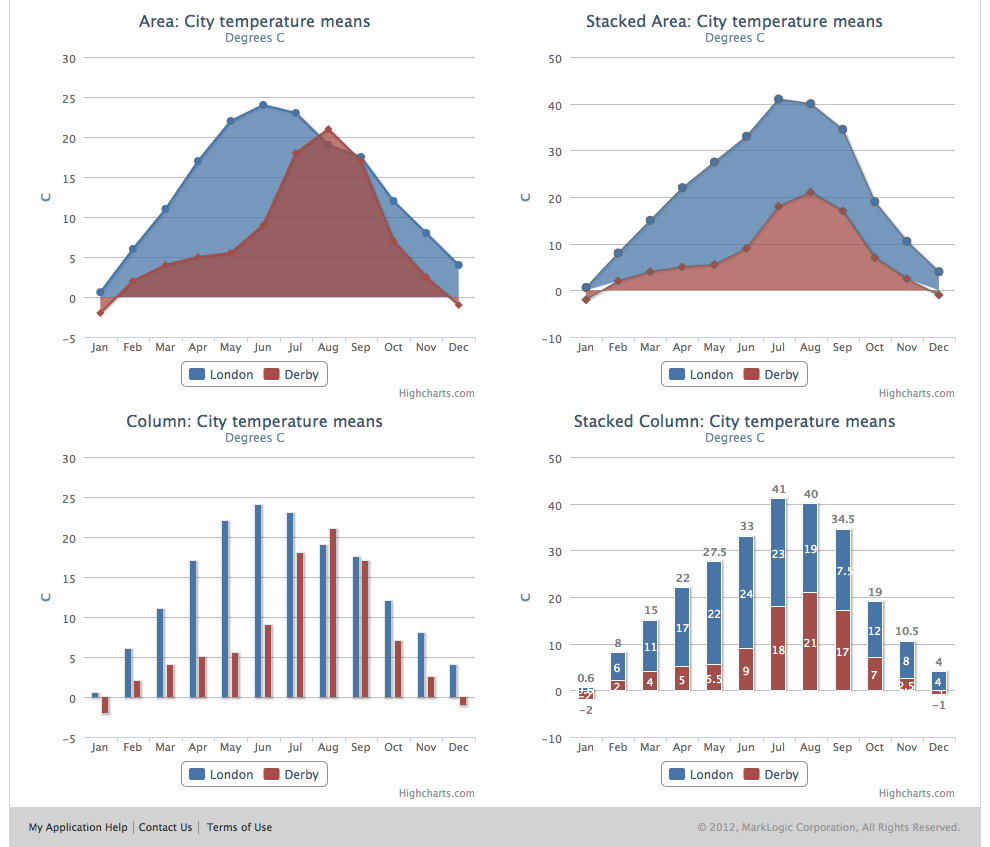 Area: City temperature means
Degrees C
30
25
20
15
10
5
0
−5
C
Jan Feb Mar Apr May Jun Jul Aug Sep Oct Nov Dec
London Derby
Highcharts.com
Stacked Area: City temperature means
Degrees C
50
40
30
20
10
0
−10
C
Jan Feb Mar Apr May Jun Jul Aug Sep Oct Nov Dec
London Derby
Highcharts.com
Column: City temperature means
Degrees C
30
25
20
15
10
5
0
−5
C
Jan Feb Mar Apr May Jun Jul Aug Sep Oct Nov Dec
London Derby
Highcharts.com
Stacked Column: City temperature means
Degrees C
50
40
30
20
10
0
−10
C
0.6 8 15 22 27.5 33 41 40 34.5 19 10.5 4
6 11 17 22 24 23 19 7.5 12 8 4
2 4 5 5.5 9 18 21 17 7 2.5
−2 −1
Jan Feb Mar Apr May Jun Jul Aug Sep Oct Nov Dec
London Derby
Highcharts.com
My Application Help | Contact Us | Terms of Use
© 2012, MarkLogic Corporation, All Rights Reserved.